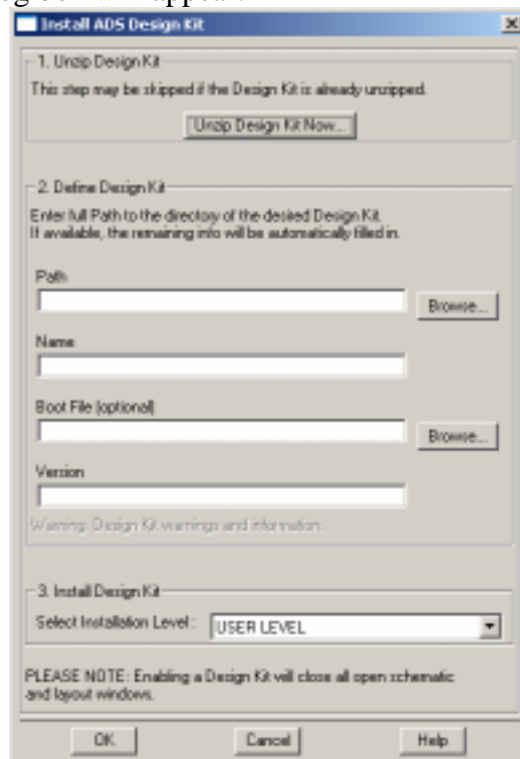 Install ADS Design Kit
1. Unzip Design Kit
This step may be skipped if the Design Kit is already unzipped.
Unzip Design Kit Now...
2. Define Design Kit
Enter full Path to the directory of the desired Design Kit.
If available, the remaining info will be automatically filled in.
Path
Browse...
Name
Boot File (optional)
Browse...
Version
Warning: Design Kit warnings and information:
3. Install Design Kit
Select Installation Level : USER LEVEL
PLEASE NOTE: Enabling a Design Kit will close all open schematic
and layout windows.
OK Cancel Help